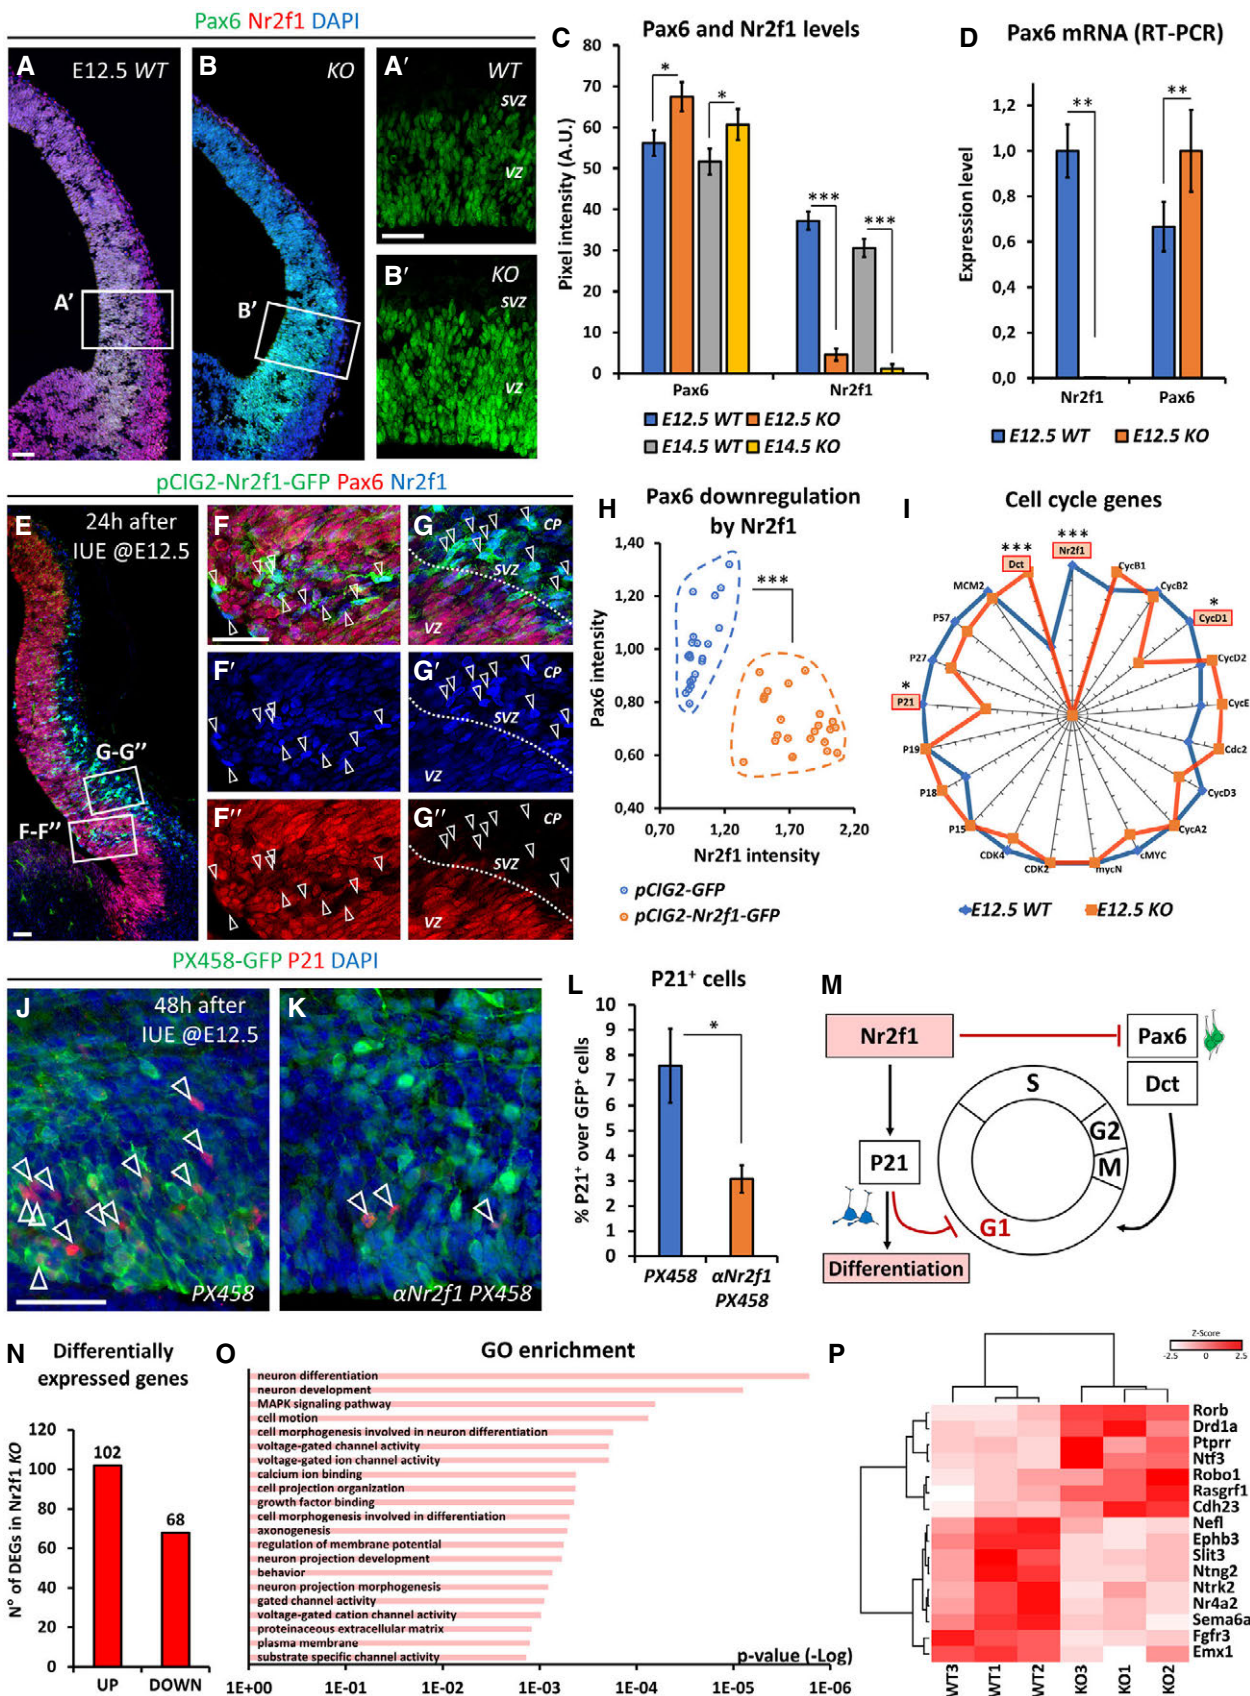 Pax6 Nr2f1 DAPI
A
E12.5 WT
A′
B
KO
B′
A′
WT
SVZ
VZ
B′
KO
SVZ
VZ
C
Pax6 and Nr2f1 levels
Pixel intensity (A.U.)
80
70
60
50
40
30
20
10
0
*
*
***
***
Pax6
Nr2f1
E12.5 WT
E12.5 KO
E14.5 WT
E14.5 KO
D
Pax6 mRNA (RT-PCR)
Expression level
1,2
1,0
0,8
0,6
0,4
0,2
0,0
**
**
Nr2f1
Pax6
E12.5 WT
E12.5 KO
pCIG2-Nr2f1-GFP Pax6 Nr2f1
E
24h after
IUE @E12.5
G-G″
F-F″
F
F′
F″
G
CP
SVZ
VZ
G′
CP
SVZ
VZ
G″
CP
SVZ
VZ
H
Pax6 downregulation
by Nr2f1
Pax6 intensity
1,40
1,20
1,00
0,80
0,60
0,40
***
0,70
1,20
1,70
2,20
Nr2f1 intensity
pCIG2-GFP
pCIG2-Nr2f1-GFP
I
Cell cycle genes
***
Nr2f1
CycB1
CycB2
*
CycD1
CycD2
CycE
Cdc2
CycD3
CycA2
cMYC
mycN
CDK2
CDK4
P15
P18
P19
*
P21
P27
P57
MCM2
***
Dct
E12.5 WT
E12.5 KO
PX458-GFP P21 DAPI
J
48h after
IUE @E12.5
PX458
K
αNr2f1 PX458
L
P21⁺ cells
% P21⁺ over GFP⁺ cells
10
9
8
7
6
5
4
3
2
1
0
*
PX458
αNr2f1
PX458
M
Nr2f1
Pax6
Dct
P21
Differentiation
S
G2
M
G1
N
Differentially
expressed genes
N° of DEGs in Nr2f1 KO
120
100
80
60
40
20
0
102
68
UP
DOWN
O
GO enrichment
neuron differentiation
neuron development
MAPK signaling pathway
cell motion
cell morphogenesis involved in neuron differentiation
voltage-gated channel activity
voltage-gated ion channel activity
calcium ion binding
cell projection organization
growth factor binding
cell morphogenesis involved in differentiation
axonogenesis
regulation of membrane potential
neuron projection development
behavior
neuron projection morphogenesis
gated channel activity
voltage-gated cation channel activity
proteinaceous extracellular matrix
plasma membrane
substrate specific channel activity
p-value (-Log)
1E+00
1E-01
1E-02
1E-03
1E-04
1E-05
1E-06
P
Z-Score
-2.5
0
2.5
Rorb
Drd1a
Ptprr
Ntf3
Robo1
Rasgrf1
Cdh23
Nefl
Ephb3
Slit3
Ntng2
Ntrk2
Nr4a2
Sema6a
Fgfr3
Emx1
WT3
WT1
WT2
KO3
KO1
KO2